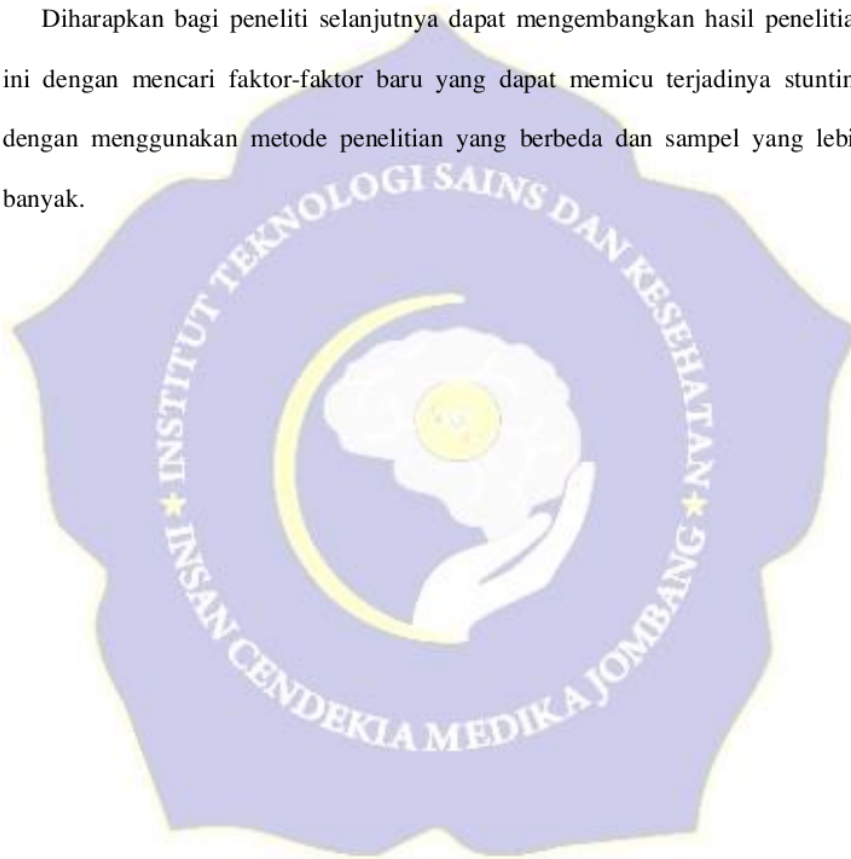 Diharapkan bagi peneliti selanjutnya dapat mengembangkan hasil penelitia
ini dengan mencari faktor-faktor baru yang dapat memicu terjadinya stuntin
dengan menggunakan metode penelitian yang berbeda dan sampel yang lebi
banyak.
INSTITUT TEKNOLOGI SAINS DAN KESEHATAN
INSAN CENDEKIA MEDIKA JOMBANG